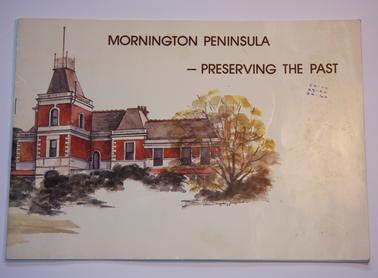 MORNINGTON PENINSULA
— PRESERVING THE PAST